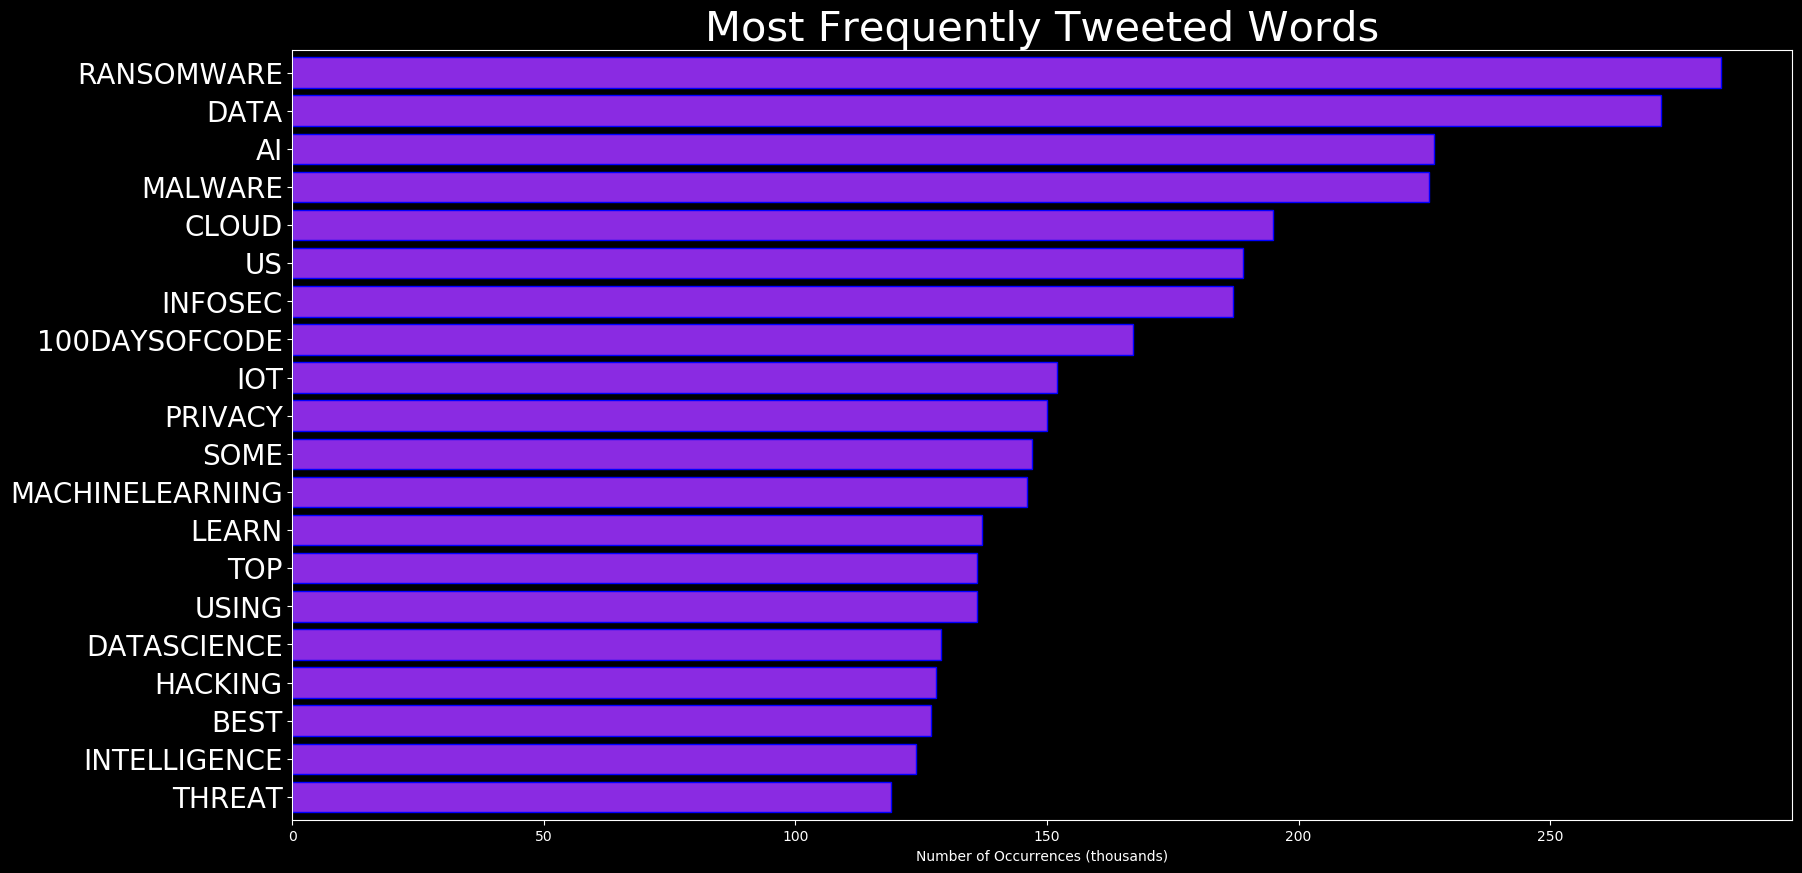 Most Frequently Tweeted Words
RANSOMWARE
DATA
AI
MALWARE
CLOUD
US
INFOSEC
100DAYSOFCODE
IOT
PRIVACY
SOME
MACHINELEARNING
LEARN
TOP
USING
DATASCIENCE
HACKING
BEST
INTELLIGENCE
THREAT
0 50 100 150 200 250
Number of Occurrences (thousands)